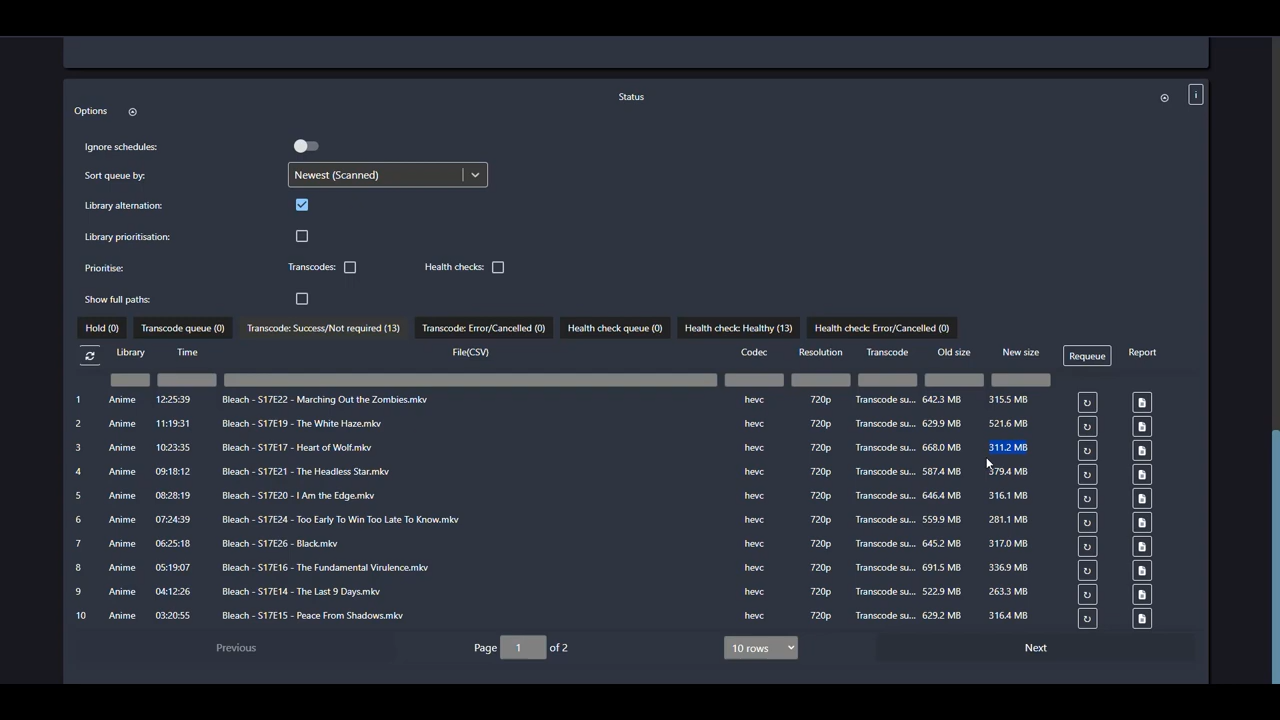 Status
i
Options
Ignore schedules:
Sort queue by: Newest (Scanned)
Library alternation:
Library prioritisation:
Prioritise: Transcodes: Health checks:
Show full paths:
Hold (0) Transcode queue (0) Transcode: Success/Not required (13) Transcode: Error/Cancelled (0) Health check queue (0) Health check: Healthy (13) Health check: Error/Cancelled (0)
Library Time File(CSV) Codec Resolution Transcode Old size New size Requeue Report
1 Anime 12:25:39 Bleach - S17E22 - Marching Out the Zombies.mkv hevc 720p Transcode su... 642.3 MB 315.5 MB
2 Anime 11:19:31 Bleach - S17E19 - The White Haze.mkv hevc 720p Transcode su... 629.9 MB 521.6 MB
3 Anime 10:23:35 Bleach - S17E17 - Heart of Wolf.mkv hevc 720p Transcode su... 668.0 MB 311.2 MB
4 Anime 09:18:12 Bleach - S17E21 - The Headless Star.mkv hevc 720p Transcode su... 587.4 MB 379.4 MB
5 Anime 08:28:19 Bleach - S17E20 - I Am the Edge.mkv hevc 720p Transcode su... 646.4 MB 316.1 MB
6 Anime 07:24:39 Bleach - S17E24 - Too Early To Win Too Late To Know.mkv hevc 720p Transcode su... 559.9 MB 281.1 MB
7 Anime 06:25:18 Bleach - S17E26 - Black.mkv hevc 720p Transcode su... 645.2 MB 317.0 MB
8 Anime 05:19:07 Bleach - S17E16 - The Fundamental Virulence.mkv hevc 720p Transcode su... 691.5 MB 336.9 MB
9 Anime 04:12:26 Bleach - S17E14 - The Last 9 Days.mkv hevc 720p Transcode su... 522.9 MB 263.3 MB
10 Anime 03:20:55 Bleach - S17E15 - Peace From Shadows.mkv hevc 720p Transcode su... 629.2 MB 316.4 MB
Previous Page 1 of 2 10 rows Next